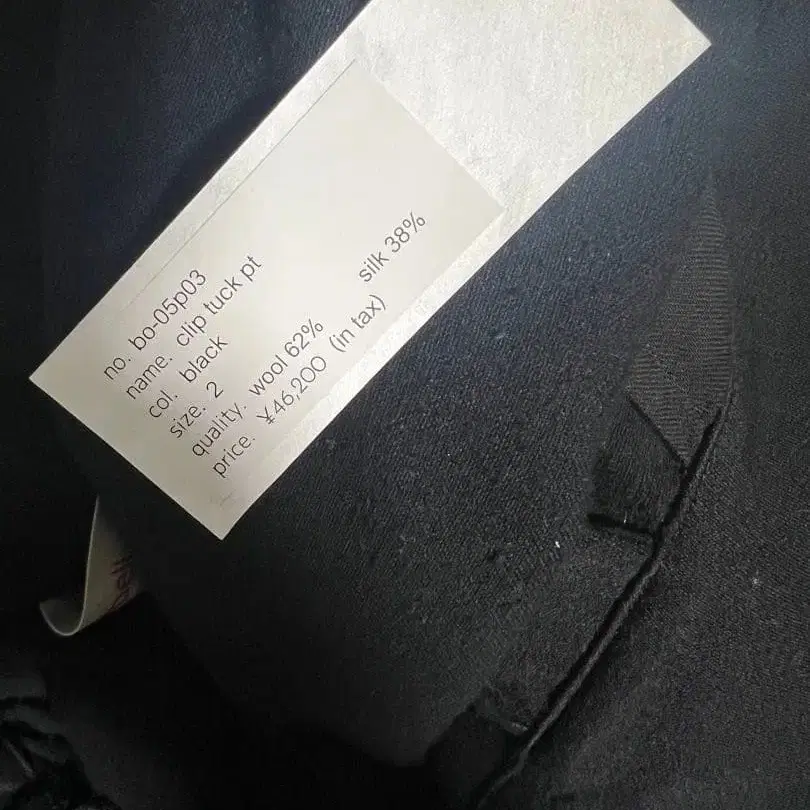 no. bo-05p03
name. clip tuck pt
col. black
size. 2
quality. wool 62% silk 38%
price. ¥46,200 (in tax)